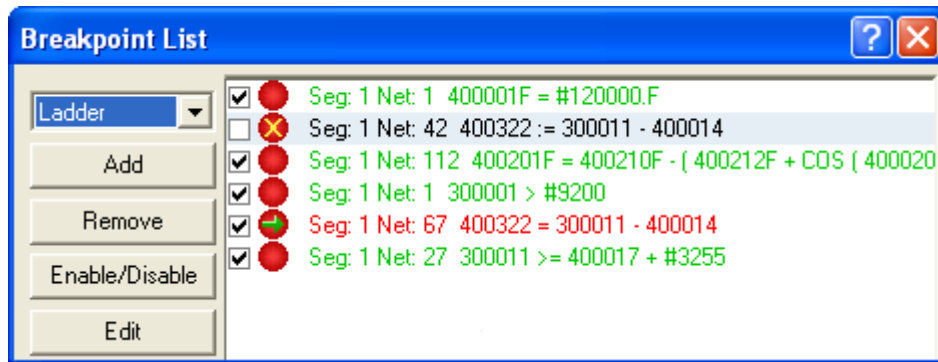 Breakpoint List
Ladder
Add
Remove
Enable/Disable
Edit
Seg: 1 Net: 1 400001F = #120000.F
Seg: 1 Net: 42 400322 := 300011 - 400014
Seg: 1 Net: 112 400201F = 400210F - ( 400212F + COS ( 400020
Seg: 1 Net: 1 300001 > #9200
Seg: 1 Net: 67 400322 = 300011 - 400014
Seg: 1 Net: 27 300011 >= 400017 + #3255